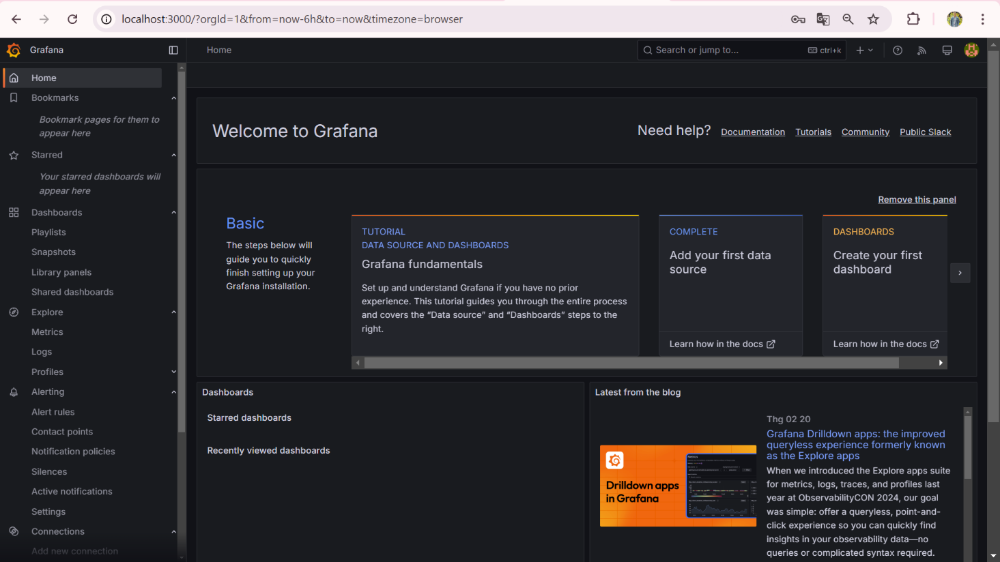 localhost:3000/?orgId=1&from=now-6h&to=now&timezone=browser
Grafana
Home
Search or jump to...
ctrl+k
Home
Bookmarks
Bookmark pages for them to
appear here
Starred
Your starred dashboards will
appear here
Dashboards
Playlists
Snapshots
Library panels
Shared dashboards
Explore
Metrics
Logs
Profiles
Alerting
Alert rules
Contact points
Notification policies
Silences
Active notifications
Settings
Connections
Add new connection
Welcome to Grafana
Need help?
Documentation
Tutorials
Community
Public Slack
Remove this panel
Basic
The steps below will
guide you to quickly
finish setting up your
Grafana installation.
TUTORIAL
DATA SOURCE AND DASHBOARDS
Grafana fundamentals
Set up and understand Grafana if you have no prior
experience. This tutorial guides you through the entire process
and covers the “Data source” and “Dashboards” steps to the
right.
COMPLETE
Add your first data
source
Learn how in the docs
DASHBOARDS
Create your first
dashboard
Learn how in the docs
Dashboards
Starred dashboards
Recently viewed dashboards
Latest from the blog
Drilldown apps
in Grafana
Thg 02 20
Grafana Drilldown apps: the improved
queryless experience formerly known
as the Explore apps
When we introduced the Explore apps suite
for metrics, logs, traces, and profiles last
year at ObservabilityCON 2024, our goal
was simple: offer a queryless, point-and-
click experience so you can quickly find
insights in your observability data—no
queries or complicated syntax required.